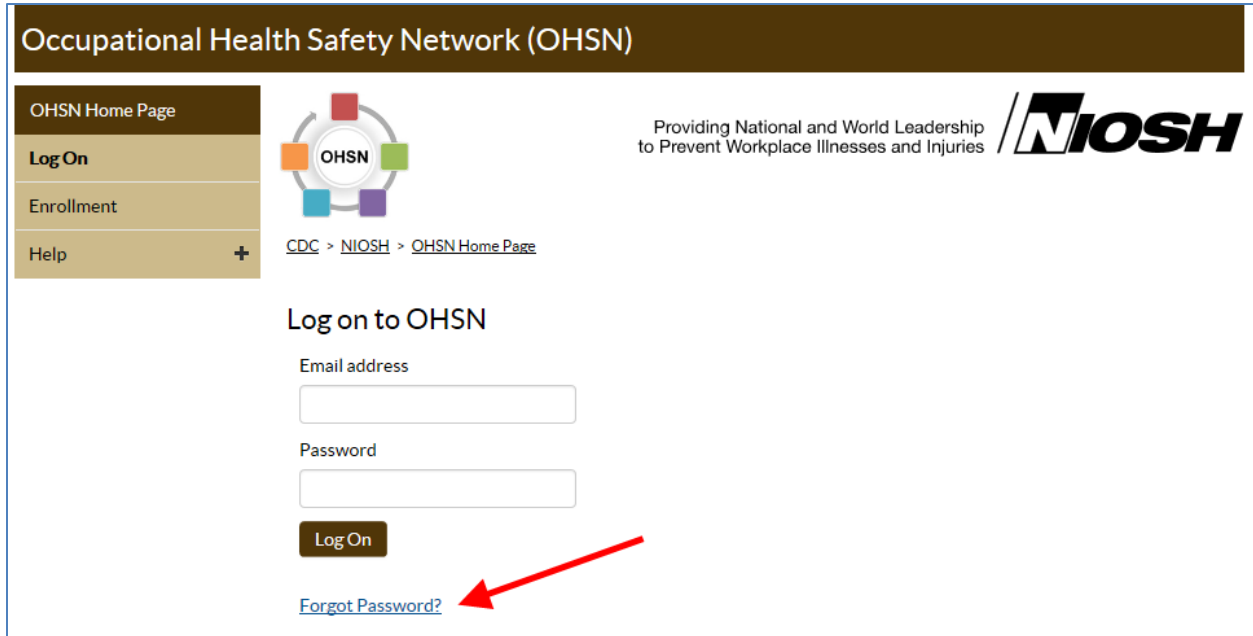 Occupational Health Safety Network (OHSN)
OHSN Home Page
Log On
Enrollment
Help
OHSN
Providing National and World Leadership
to Prevent Workplace Illnesses and Injuries
NIOSH
CDC > NIOSH > OHSN Home Page
Log on to OHSN
Email address
Password
Log On
Forgot Password?